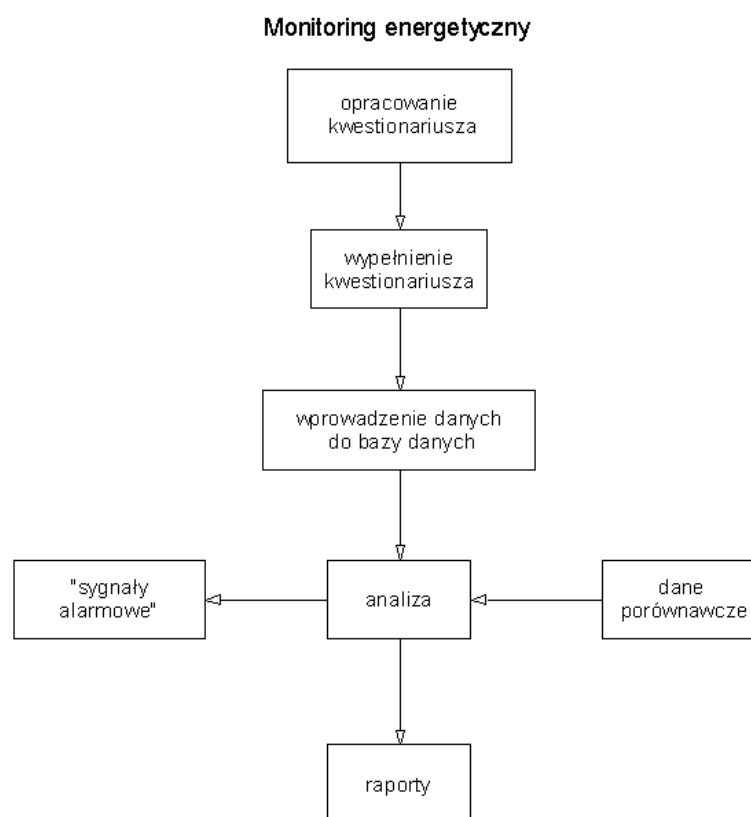 Monitoring energetyczny
opracowanie
kwestionariusza
wypełnienie
kwestionariusza
wprowadzenie danych
do bazy danych
"sygnały
alarmowe"
analiza
dane
porównawcze
raporty